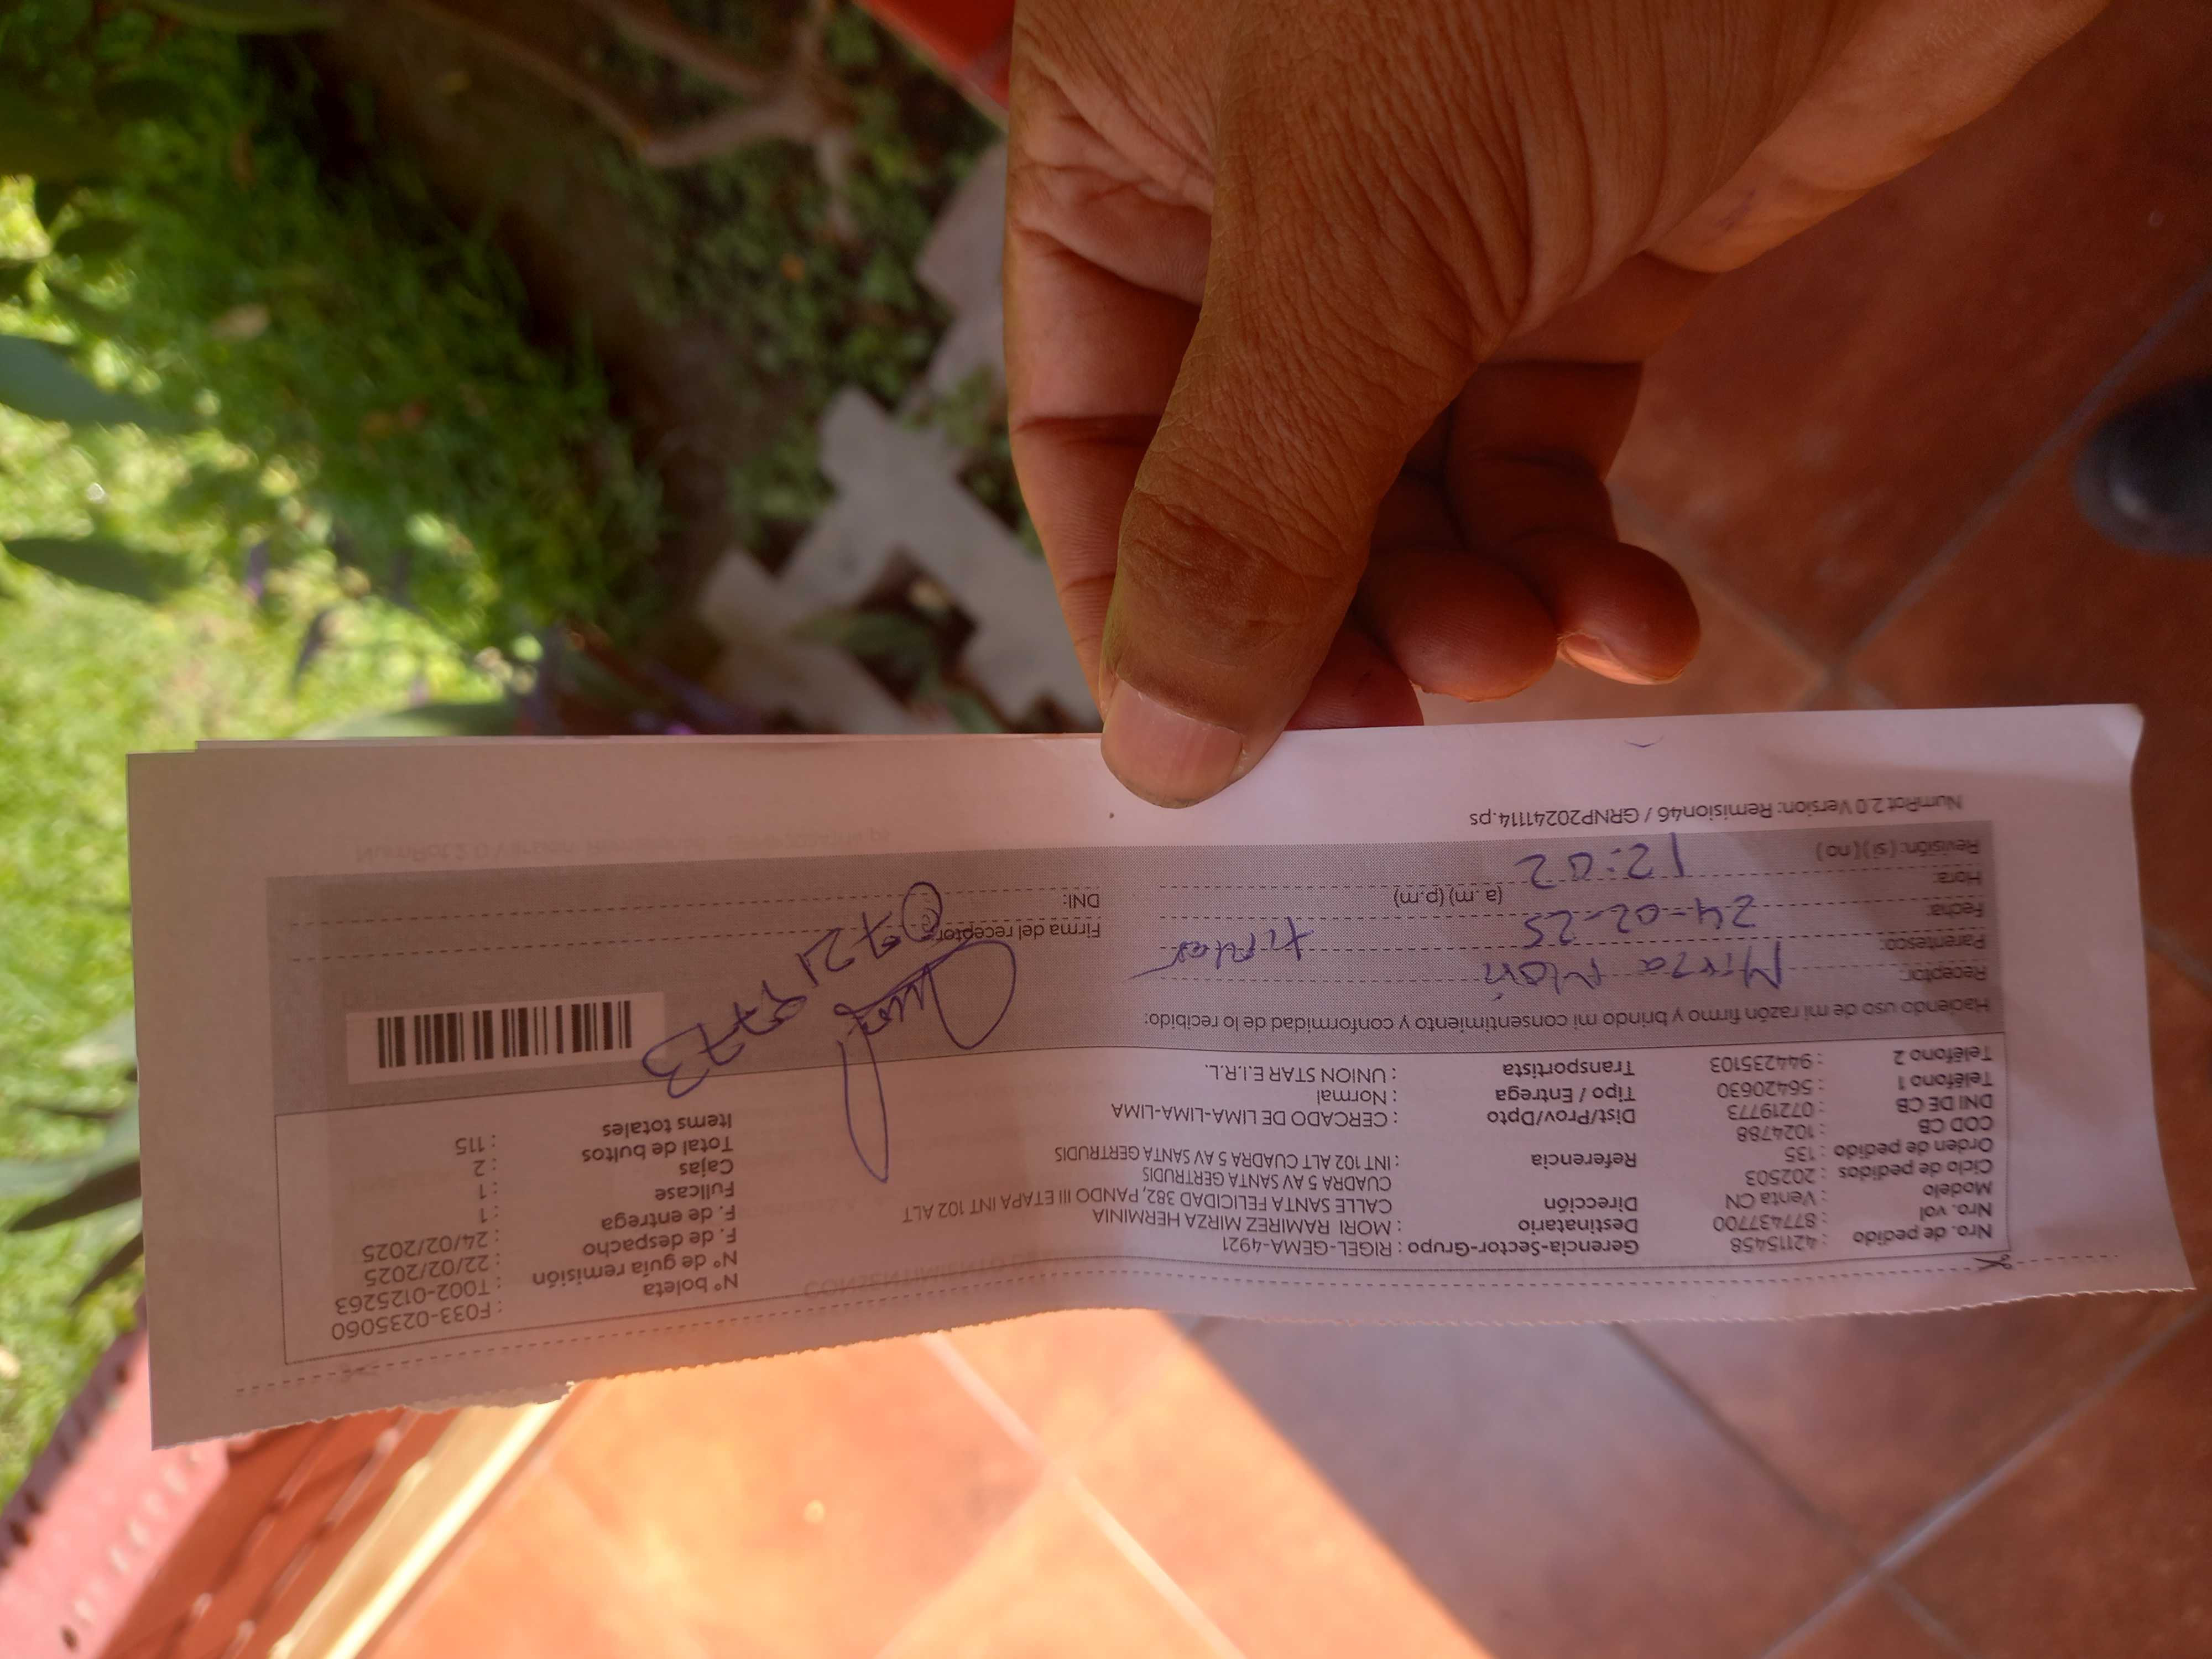 Nro. de pedido : 42115458
Nro. vol : 877437700
Modelo : Venta CN
Ciclo de pedidos : 202503
Orden de pedido : 135
COD CB : 1024788
DNI DE CB : 07219773
Teléfono 1 : 56420630
Teléfono 2 : 944235103
Gerencia-Sector-Grupo : RIGEL-GEMA-4921
Destinatario : MORI RAMIREZ MIRZA HERMINIA
Dirección CALLE SANTA FELICIDAD 382, PANDO III ETAPA INT 102 ALT
CUADRA 5 AV SANTA GERTRUDIS
Referencia : INT 102 ALT CUADRA 5 AV SANTA GERTRUDIS
Dist/Prov/Dpto : CERCADO DE LIMA-LIMA-LIMA
Tipo / Entrega : Normal
Transportista : UNION STAR E.I.R.L.
N° boleta : F033-0235060
N° de guía remisión : T002-0125263
F. de despacho : 22/02/2025
F. de entrega : 24/02/2025
Fullcase : 1
Cajas : 1
Total de bultos : 2
Items totales : 115
Haciendo uso de mi razón firmo y brindo mi consentimiento y conformidad de lo recibido:
Receptor: Mirza Mori
Parentesco: titular
Fecha: 24-02-25
Hora: 12:02 (a.m) (p.m)
Revisión: ( si ) ( no )
Firma del receptor
DNI: 07219773
NumRot 2.0 Version: Remision46 / GRNP20241114.ps